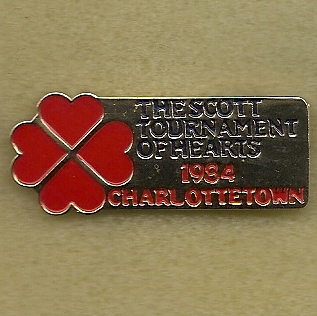 THE SCOTT
TOURNAMENT
OF HEARTS
1984
CHARLOTTETOWN